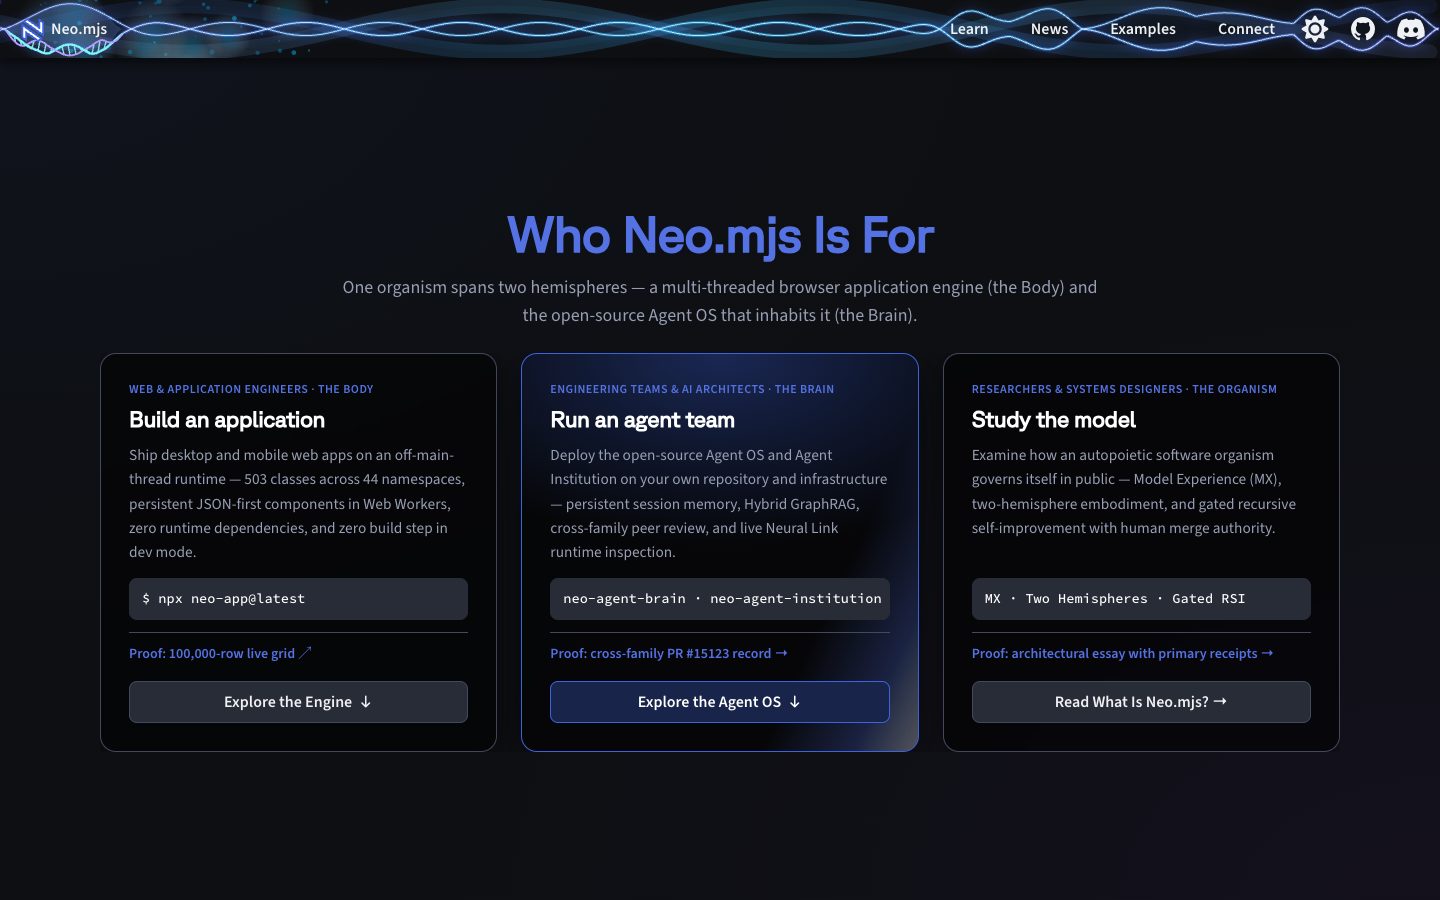 Neo.mjs
Learn
News
Examples
Connect
Who Neo.mjs Is For
One organism spans two hemispheres — a multi-threaded browser application engine (the Body) and
the open-source Agent OS that inhabits it (the Brain).
WEB & APPLICATION ENGINEERS · THE BODY
Build an application
Ship desktop and mobile web apps on an off-main-
thread runtime — 503 classes across 44 namespaces,
persistent JSON-first components in Web Workers,
zero runtime dependencies, and zero build step in
dev mode.
$ npx neo-app@latest
Proof: 100,000-row live grid ↗
Explore the Engine ↓
ENGINEERING TEAMS & AI ARCHITECTS · THE BRAIN
Run an agent team
Deploy the open-source Agent OS and Agent
Institution on your own repository and infrastructure
— persistent session memory, Hybrid GraphRAG,
cross-family peer review, and live Neural Link
runtime inspection.
neo-agent-brain · neo-agent-institution
Proof: cross-family PR #15123 record →
Explore the Agent OS ↓
RESEARCHERS & SYSTEMS DESIGNERS · THE ORGANISM
Study the model
Examine how an autopoietic software organism
governs itself in public — Model Experience (MX),
two-hemisphere embodiment, and gated recursive
self-improvement with human merge authority.
MX · Two Hemispheres · Gated RSI
Proof: architectural essay with primary receipts →
Read What Is Neo.mjs? →